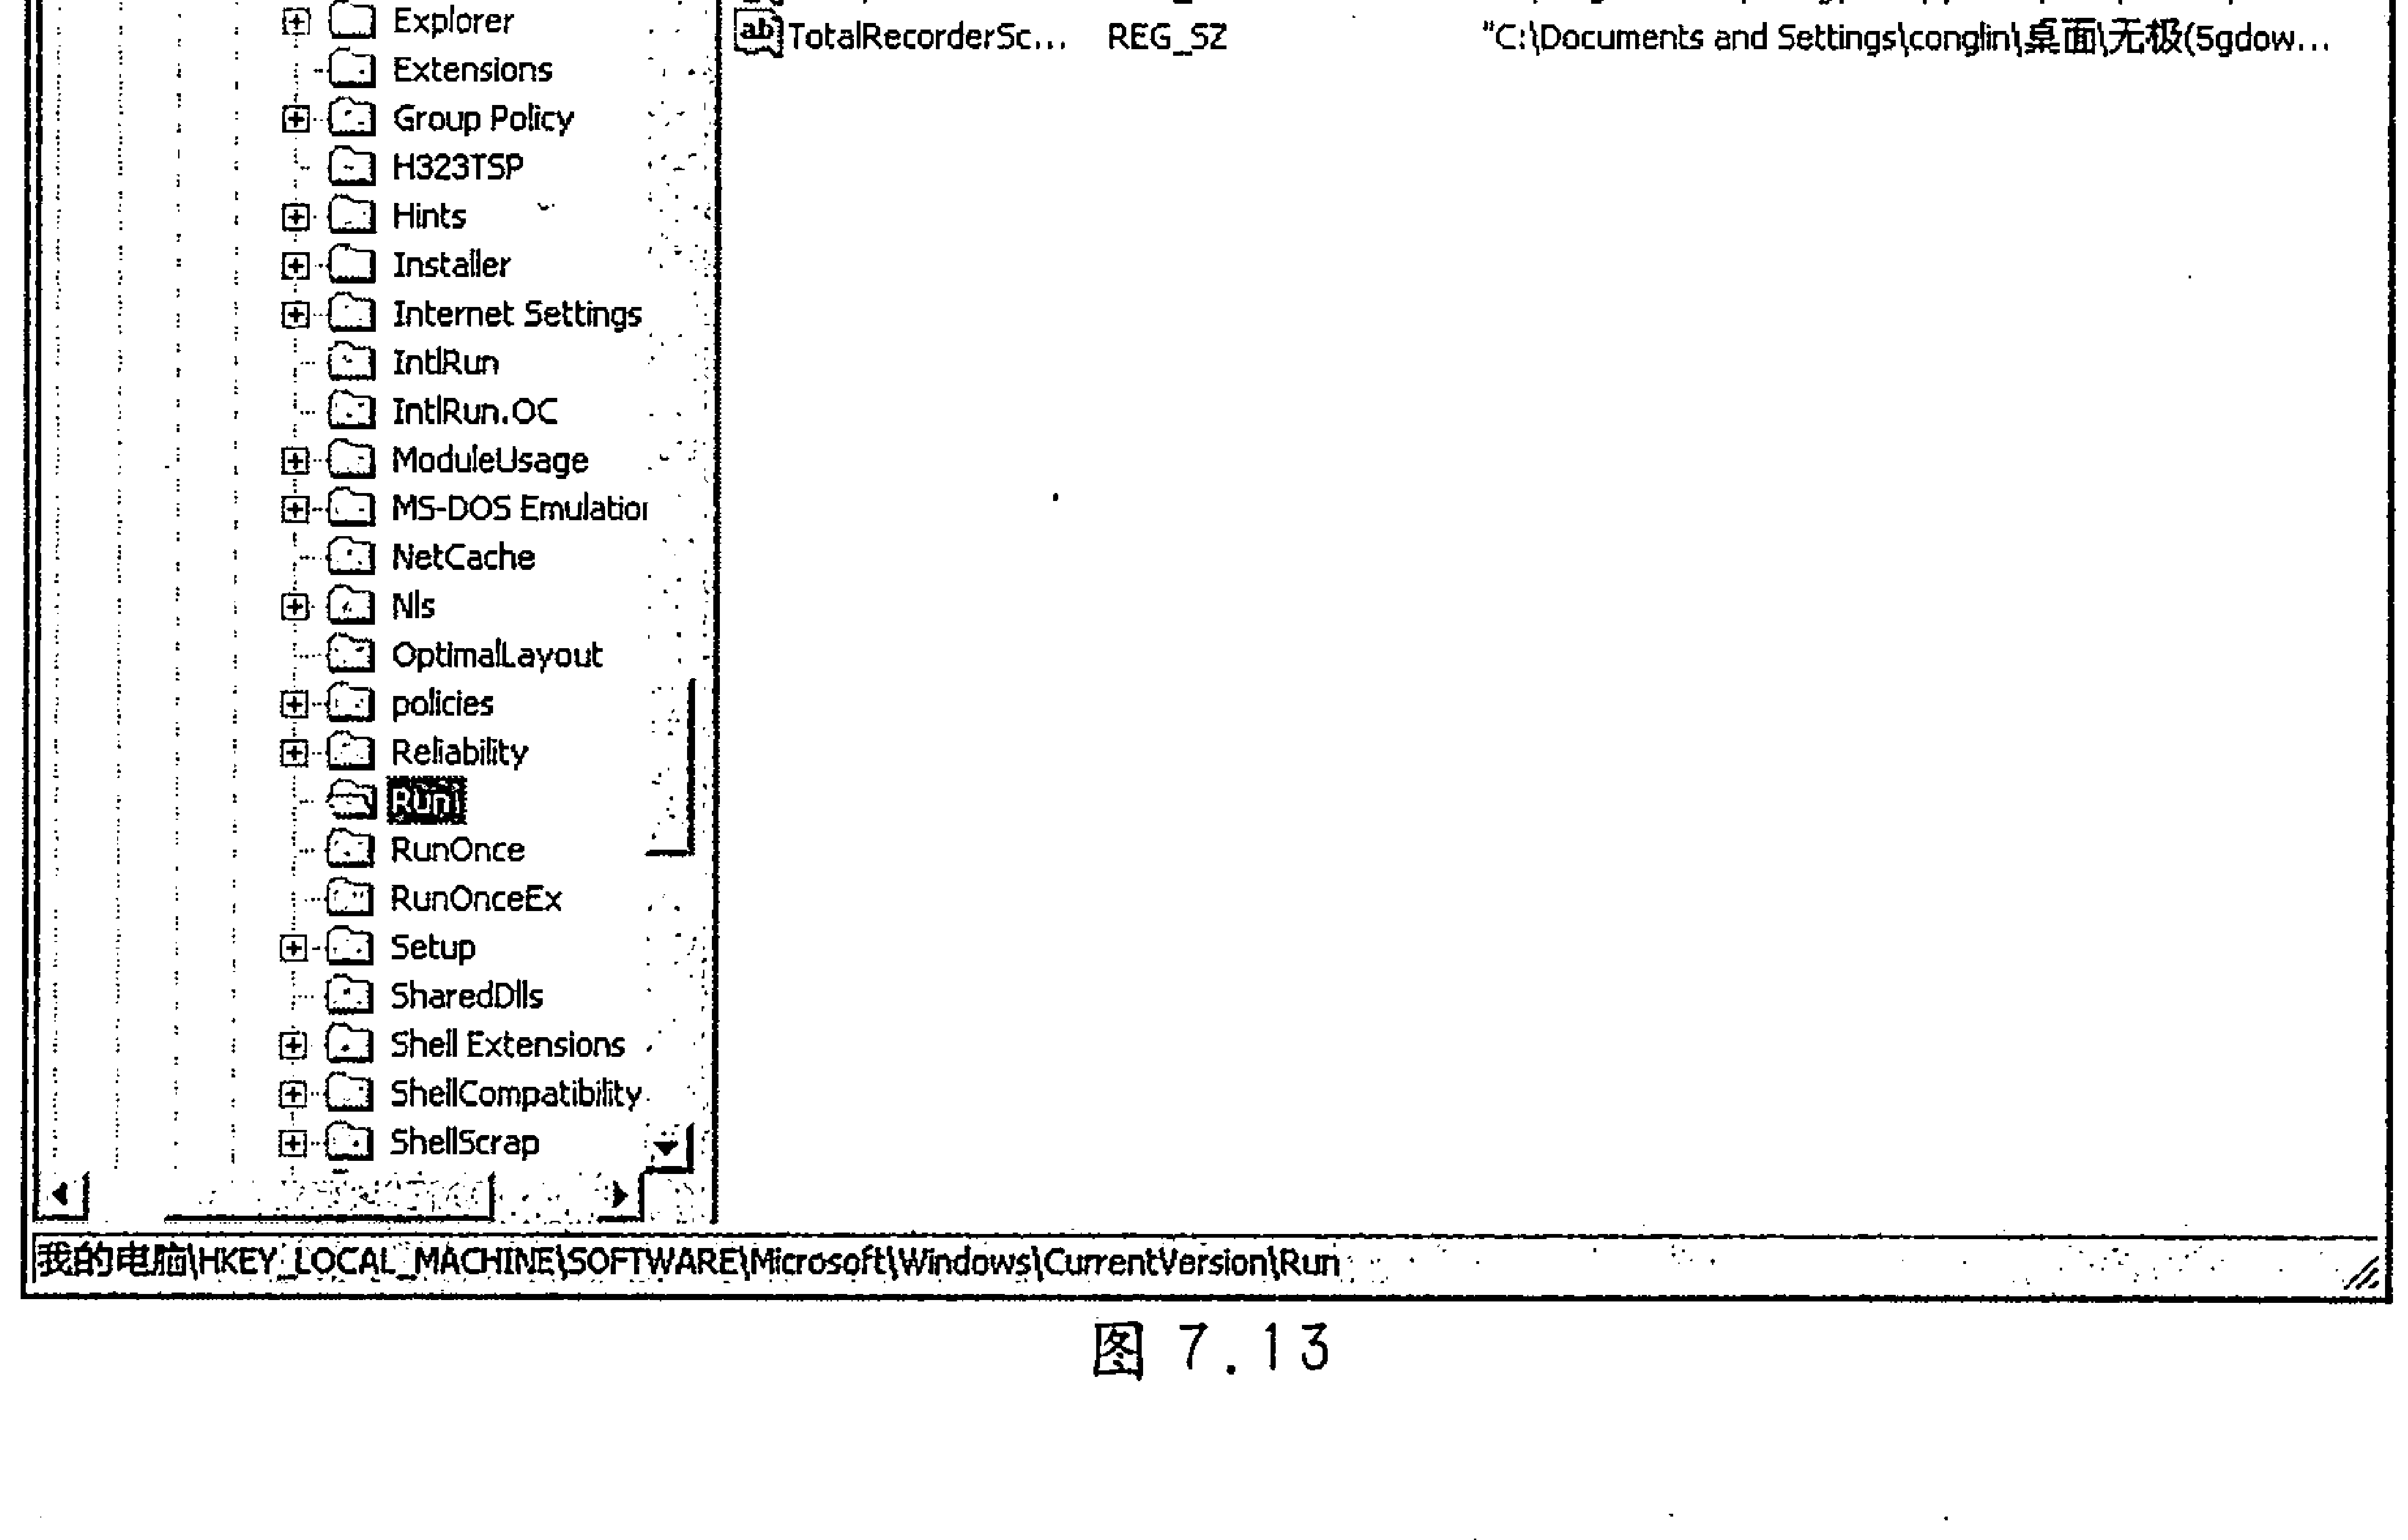 Explorer
TotalRecorderSc... REG_SZ "C:\Documents and Settings\conglin\桌面\无极(5gdow...
Extensions
Group Policy
H323TSP
Hints
Installer
Internet Settings
IntlRun
IntlRun.OC
ModuleUsage
MS-DOS Emulation
NetCache
Nls
OptimalLayout
policies
Reliability
Run
RunOnce
RunOnceEx
Setup
SharedDlls
Shell Extensions
ShellCompatibility
ShellScrap
我的电脑\HKEY_LOCAL_MACHINE\SOFTWARE\Microsoft\Windows\CurrentVersion\Run
图 7.13